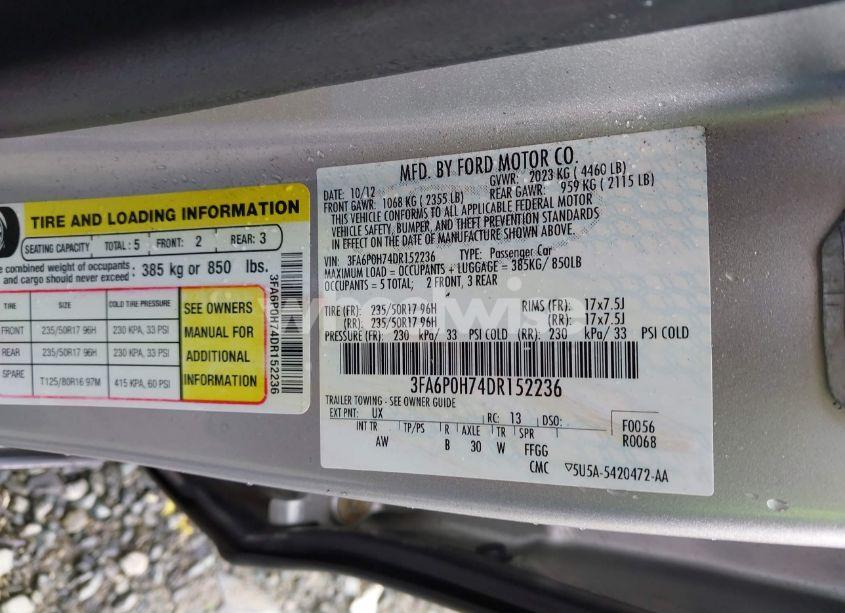 TIRE AND LOADING INFORMATION
SEATING CAPACITY TOTAL: 5 FRONT: 2 REAR: 3
combined weight of occupants
and cargo should never exceed 385 kg or 850 lbs.
TIRE SIZE COLD TIRE PRESSURE
FRONT 235/50R17 96H 230 KPA, 33 PSI
REAR 235/50R17 96H 230 KPA, 33 PSI
SPARE T125/80R16 97M 415 KPA, 60 PSI
SEE OWNERS
MANUAL FOR
ADDITIONAL
INFORMATION
3FA6P0H74DR152236
MFD. BY FORD MOTOR CO.
DATE: 10/12 GVWR: 2023 KG ( 4460 LB)
FRONT GAWR: 1068 KG ( 2355 LB) REAR GAWR: 959 KG ( 2115 LB)
THIS VEHICLE CONFORMS TO ALL APPLICABLE FEDERAL MOTOR
VEHICLE SAFETY, BUMPER, AND THEFT PREVENTION STANDARDS
IN EFFECT ON THE DATE OF MANUFACTURE SHOWN ABOVE.
VIN: 3FA6P0H74DR152236 TYPE: Passenger Car
MAXIMUM LOAD = OCCUPANTS + LUGGAGE = 385KG/ 850LB
OCCUPANTS = 5 TOTAL; 2 FRONT, 3 REAR
TIRE (FR): 235/50R17 96H RIMS (FR): 17x7.5J
(RR): 235/50R17 96H (RR): 17x7.5J
PRESSURE (FR): 230 kPa/ 33 PSI COLD (RR): 230 kPa/ 33 PSI COLD
3FA6P0H74DR152236
TRAILER TOWING - SEE OWNER GUIDE
EXT PNT: UX RC: 13 DSO: F0056
INT TR TP/PS R AXLE TR SPR R0068
AW B 30 W FFGG
CMC 5U5A-5420472-AA
wheelwise